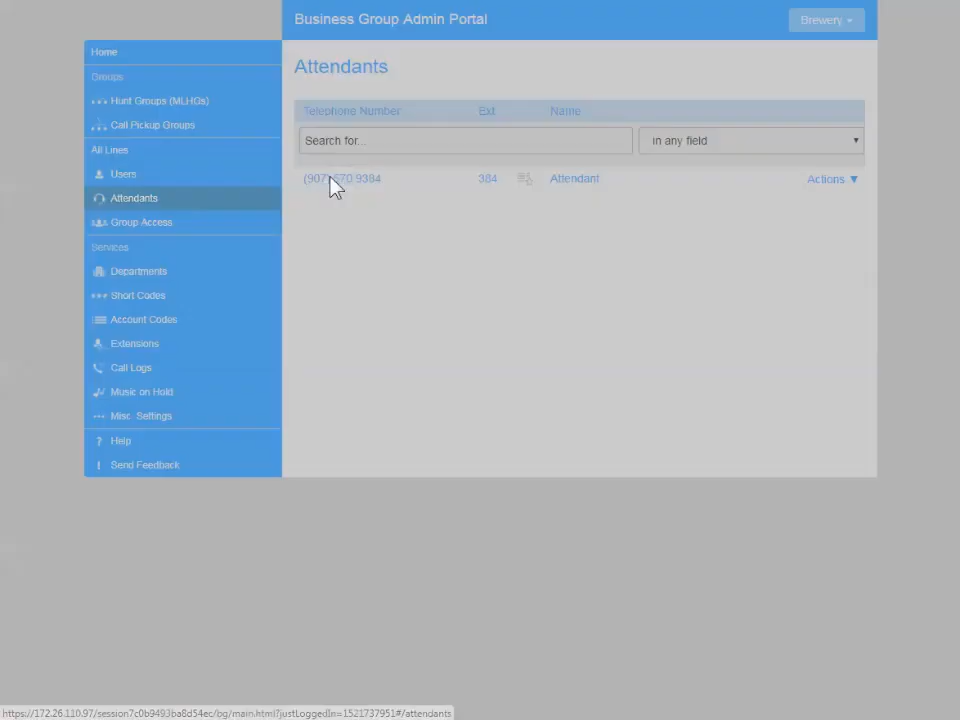 Business Group Admin Portal
Brewery
Home
Groups
Hunt Groups (MLHGs)
Call Pickup Groups
All Lines
Users
Attendants
Group Access
Services
Departments
Short Codes
Account Codes
Extensions
Call Logs
Music on Hold
Misc. Settings
? Help
! Send Feedback
Attendants
Telephone Number Ext Name
Search for... in any field
(907) 570 9384 384 Attendant Actions ▼
https://172.26.110.97/session7c0b9493ba8d54ec/bg/main.html?justLoggedIn=1521737951#/attendants